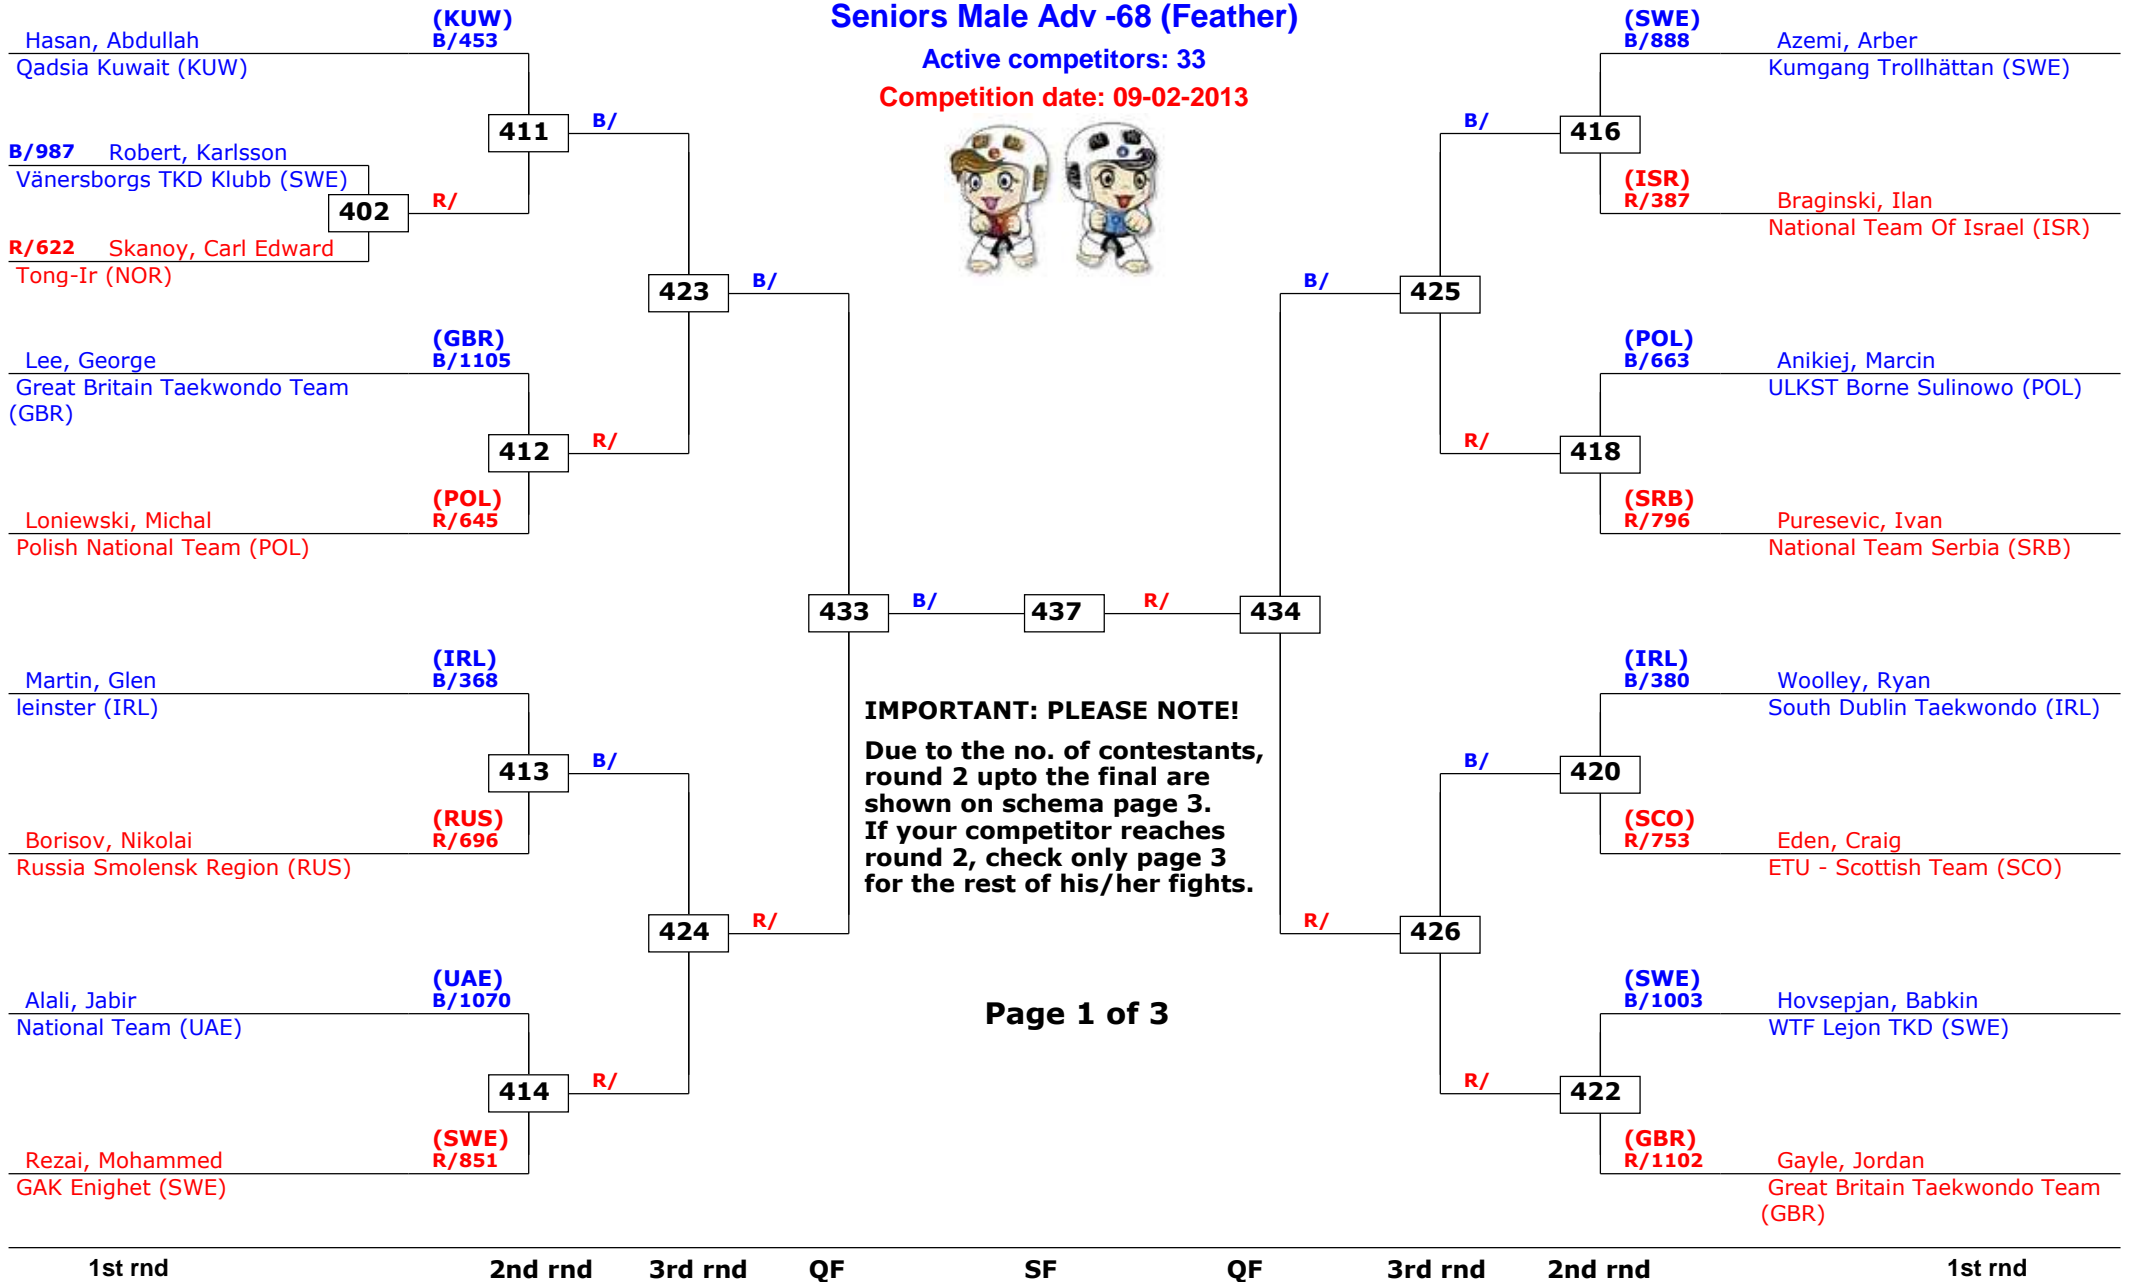 Seniors Male Adv -68 (Feather)
Active competitors: 33
Competition date: 09-02-2013
(KUW)
Hasan, Abdullah B/453
Qadsia Kuwait (KUW)
411 B/
B/987 Robert, Karlsson
Vänersborgs TKD Klubb (SWE)
402 R/
R/622 Skanoy, Carl Edward
Tong-Ir (NOR)
423 B/
(GBR)
Lee, George B/1105
Great Britain Taekwondo Team
(GBR)
412 R/
(POL)
Loniewski, Michal R/645
Polish National Team (POL)
433 B/ 437 R/ 434
(IRL)
Martin, Glen B/368
leinster (IRL)
413 B/
(RUS)
Borisov, Nikolai R/696
Russia Smolensk Region (RUS)
424 R/
(UAE)
Alali, Jabir B/1070
National Team (UAE)
414 R/
(SWE)
Rezai, Mohammed R/851
GAK Enighet (SWE)
IMPORTANT: PLEASE NOTE!
Due to the no. of contestants,
round 2 upto the final are
shown on schema page 3.
If your competitor reaches
round 2, check only page 3
for the rest of his/her fights.
Page 1 of 3
(SWE)
B/888 Azemi, Arber
Kumgang Trollhättan (SWE)
B/ 416
(ISR)
R/387 Braginski, Ilan
National Team Of Israel (ISR)
B/ 425
(POL)
B/663 Anikiej, Marcin
ULKST Borne Sulinowo (POL)
R/ 418
(SRB)
R/796 Puresevic, Ivan
National Team Serbia (SRB)
(IRL)
B/380 Woolley, Ryan
South Dublin Taekwondo (IRL)
B/ 420
(SCO)
R/753 Eden, Craig
ETU - Scottish Team (SCO)
R/ 426
(SWE)
B/1003 Hovsepjan, Babkin
WTF Lejon TKD (SWE)
R/ 422
(GBR)
R/1102 Gayle, Jordan
Great Britain Taekwondo Team
(GBR)
1st rnd 2nd rnd 3rd rnd QF SF QF 3rd rnd 2nd rnd 1st rnd